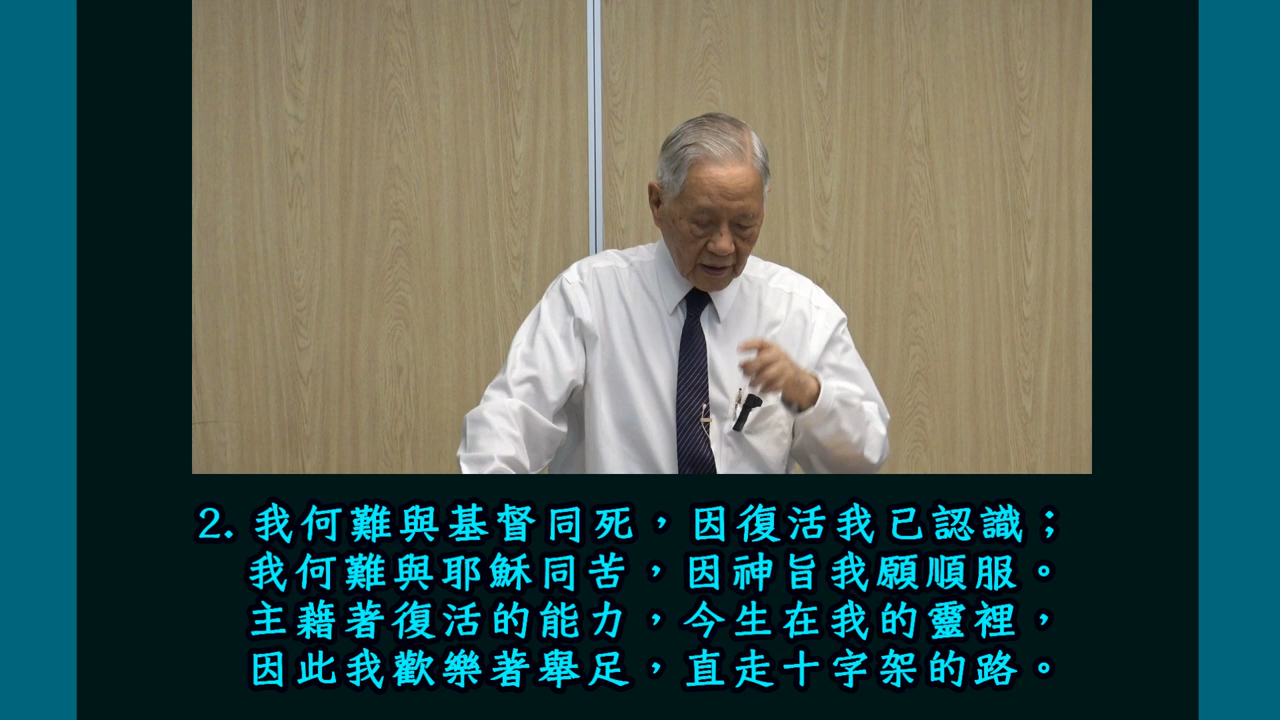 2. 我何難與基督同死，因復活我已認識；
我何難與耶穌同苦，因神旨我願順服。
主藉著復活的能力，今生在我的靈裡，
因此我歡樂著舉足，直走十字架的路。